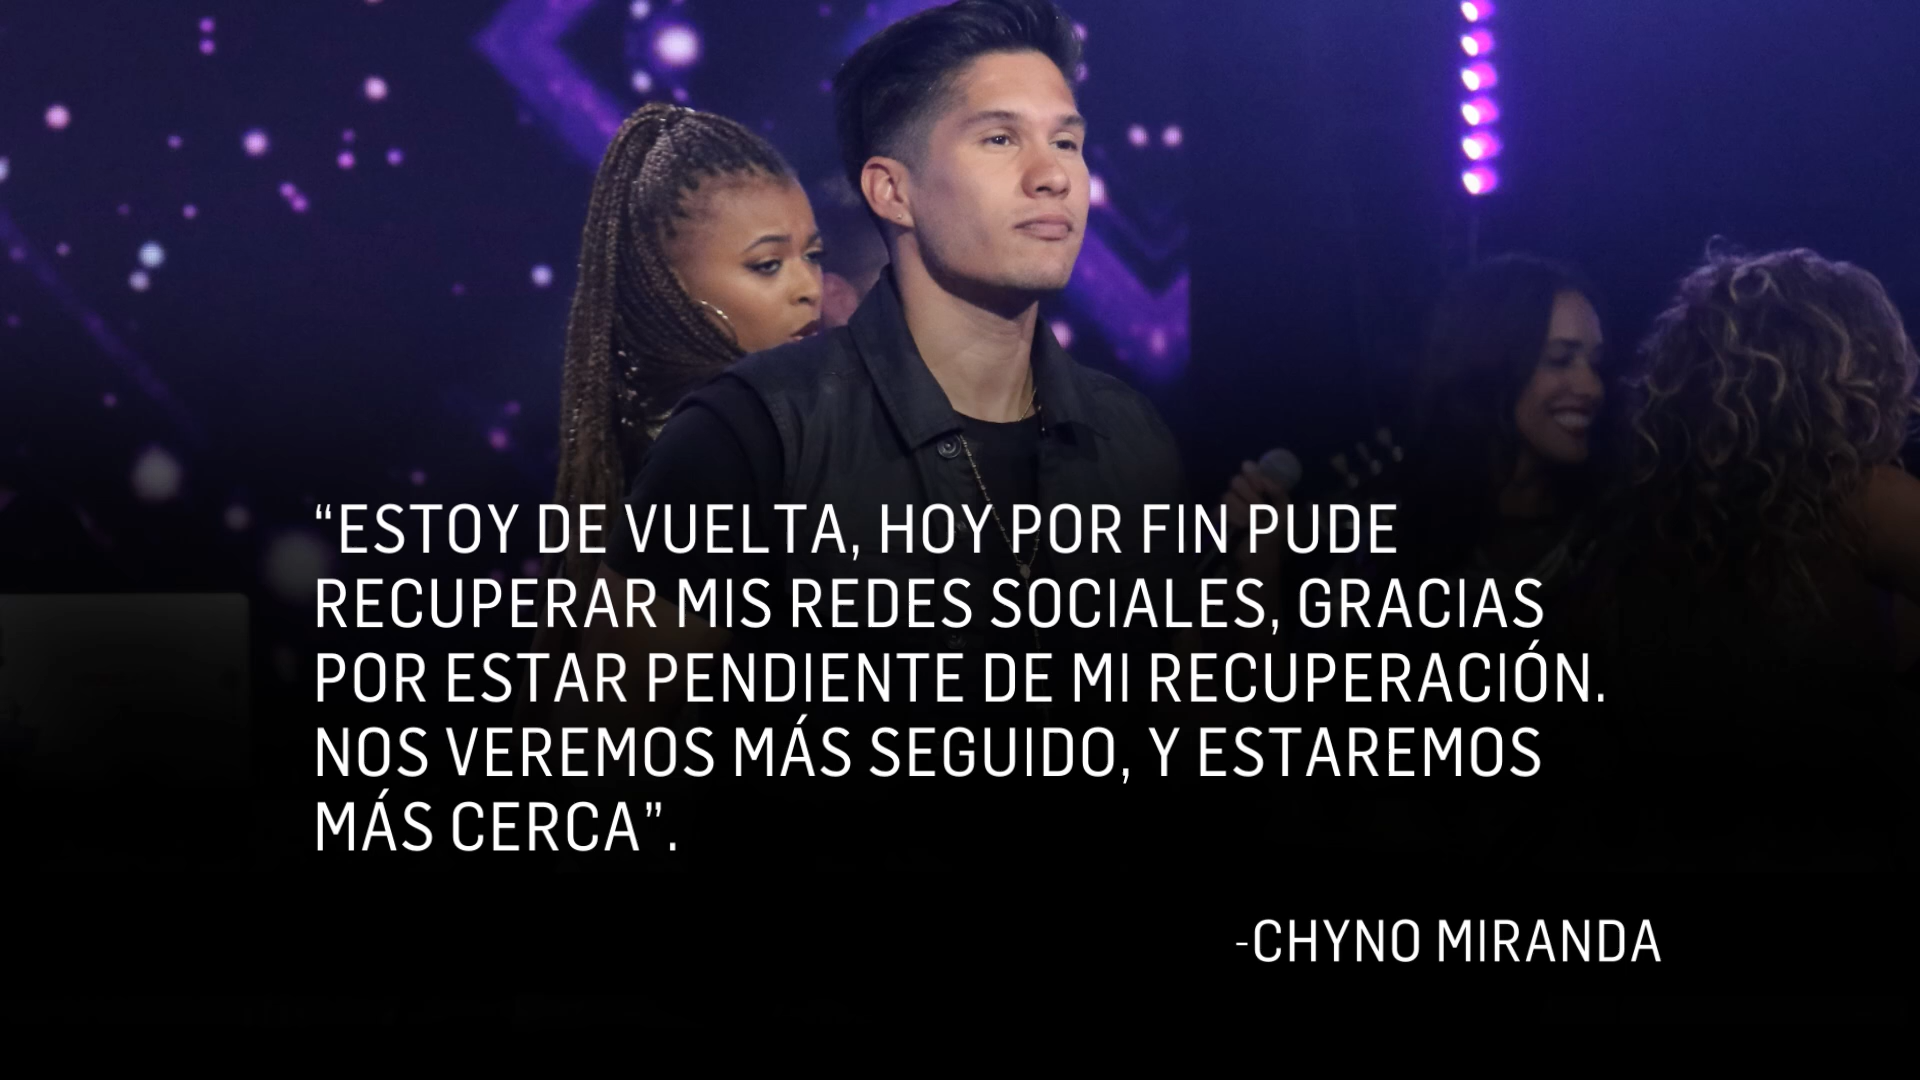 “ESTOY DE VUELTA, HOY POR FIN PUDE
RECUPERAR MIS REDES SOCIALES, GRACIAS
POR ESTAR PENDIENTE DE MI RECUPERACIÓN.
NOS VEREMOS MÁS SEGUIDO, Y ESTAREMOS
MÁS CERCA”.
-CHYNO MIRANDA